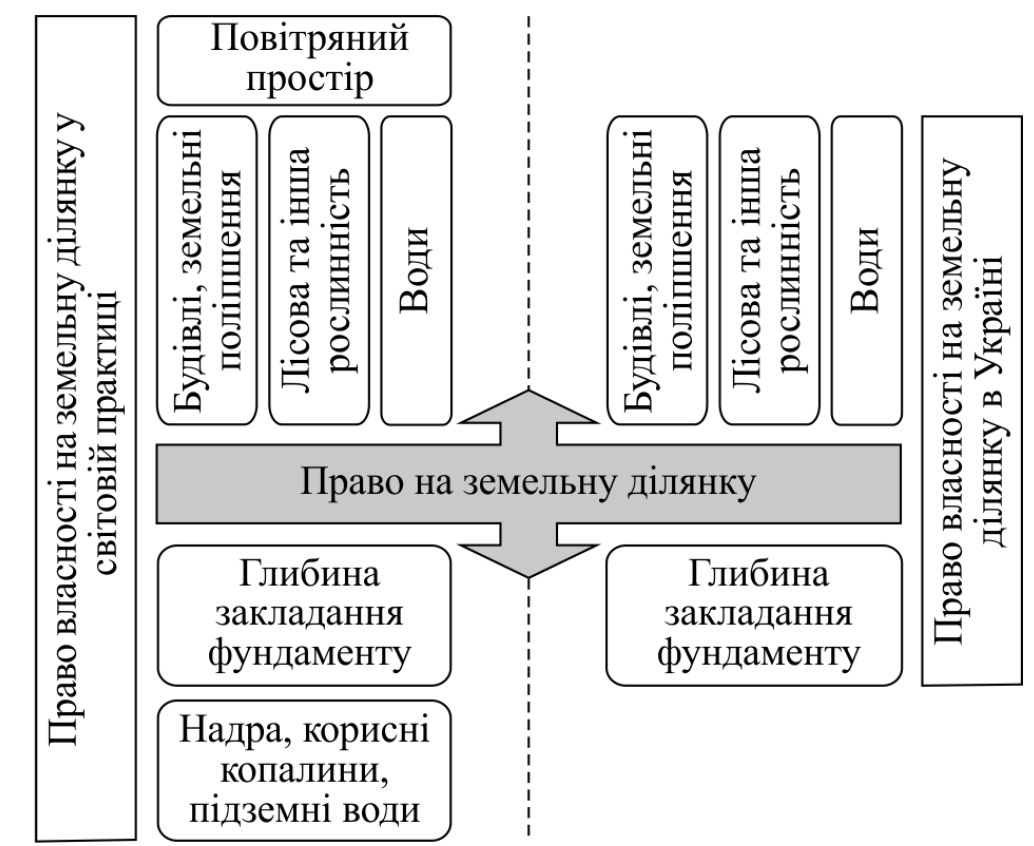 Право власності на земельну ділянку у
світовій практиці
Повітряний
простір
Будівлі, земельні
поліпшення
Лісова та інша
рослинність
Води
Будівлі, земельні
поліпшення
Лісова та інша
рослинність
Води
Право власності на земельну
ділянку в Україні
Право на земельну ділянку
Глибина
закладання
фундаменту
Глибина
закладання
фундаменту
Надра, корисні
копалини,
підземні води